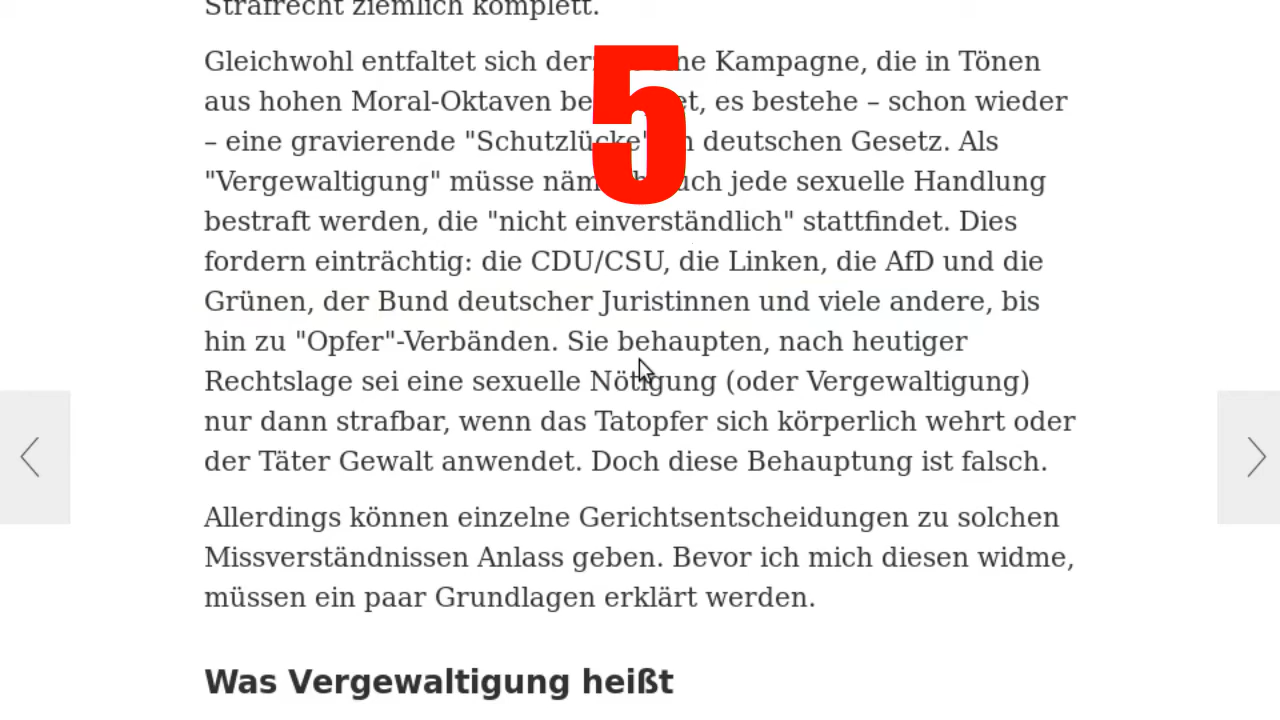 Strafrecht ziemlich komplett.
5
Gleichwohl entfaltet sich eine Kampagne, die in Tönen
aus hohen Moral-Oktaven es bestehe – schon wieder
– eine gravierende "Schutzlücke" deutschen Gesetz. Als
"Vergewaltigung" müsse auch jede sexuelle Handlung
bestraft werden, die "nicht einverständlich" stattfindet. Dies
fordern einträchtig: die CDU/CSU, die Linken, die AfD und die
Grünen, der Bund deutscher Juristinnen und viele andere, bis
hin zu "Opfer"-Verbänden. Sie behaupten, nach heutiger
Rechtslage sei eine sexuelle Nötigung (oder Vergewaltigung)
nur dann strafbar, wenn das Tatopfer sich körperlich wehrt oder
der Täter Gewalt anwendet. Doch diese Behauptung ist falsch.
Allerdings können einzelne Gerichtsentscheidungen zu solchen
Missverständnissen Anlass geben. Bevor ich mich diesen widme,
müssen ein paar Grundlagen erklärt werden.
Was Vergewaltigung heißt